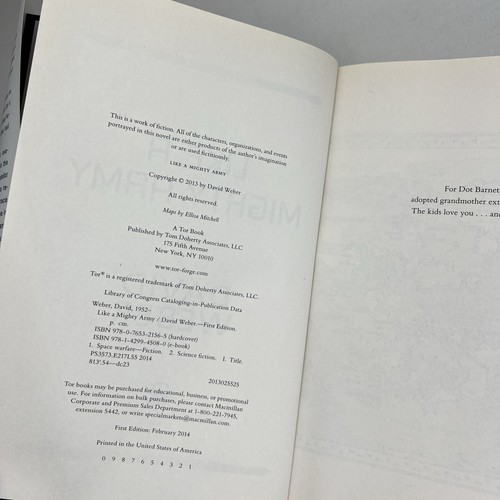 This is a work of fiction. All of the characters, organizations, and events
portrayed in this novel are either products of the author's imagination
or are used fictitiously.
LIKE A MIGHTY ARMY
Copyright © 2013 by David Weber
All rights reserved.
Maps by Elliot Mitchell
A Tor Book
Published by Tom Doherty Associates, LLC
175 Fifth Avenue
New York, NY 10010
www.tor-forge.com
Tor® is a registered trademark of Tom Doherty Associates, LLC.
Library of Congress Cataloging-in-Publication Data
Weber, David, 1952–
Like a Mighty Army / David Weber.—First Edition.
p. cm.
ISBN 978-0-7653-2156-5 (hardcover)
ISBN 978-1-4299-4508-0 (e-book)
1. Space warfare—Fiction. 2. Science fiction. I. Title.
PS3573.E217L55 2014
813'.54—dc23
2013025525
Tor books may be purchased for educational, business, or promotional
use. For information on bulk purchases, please contact Macmillan
Corporate and Premium Sales Department at 1-800-221-7945,
extension 5442, or write specialmarkets@macmillan.com.
First Edition: February 2014
Printed in the United States of America
0 9 8 7 6 5 4 3 2 1
For Dot Barnett
adopted grandmother ext
The kids love you . . . and